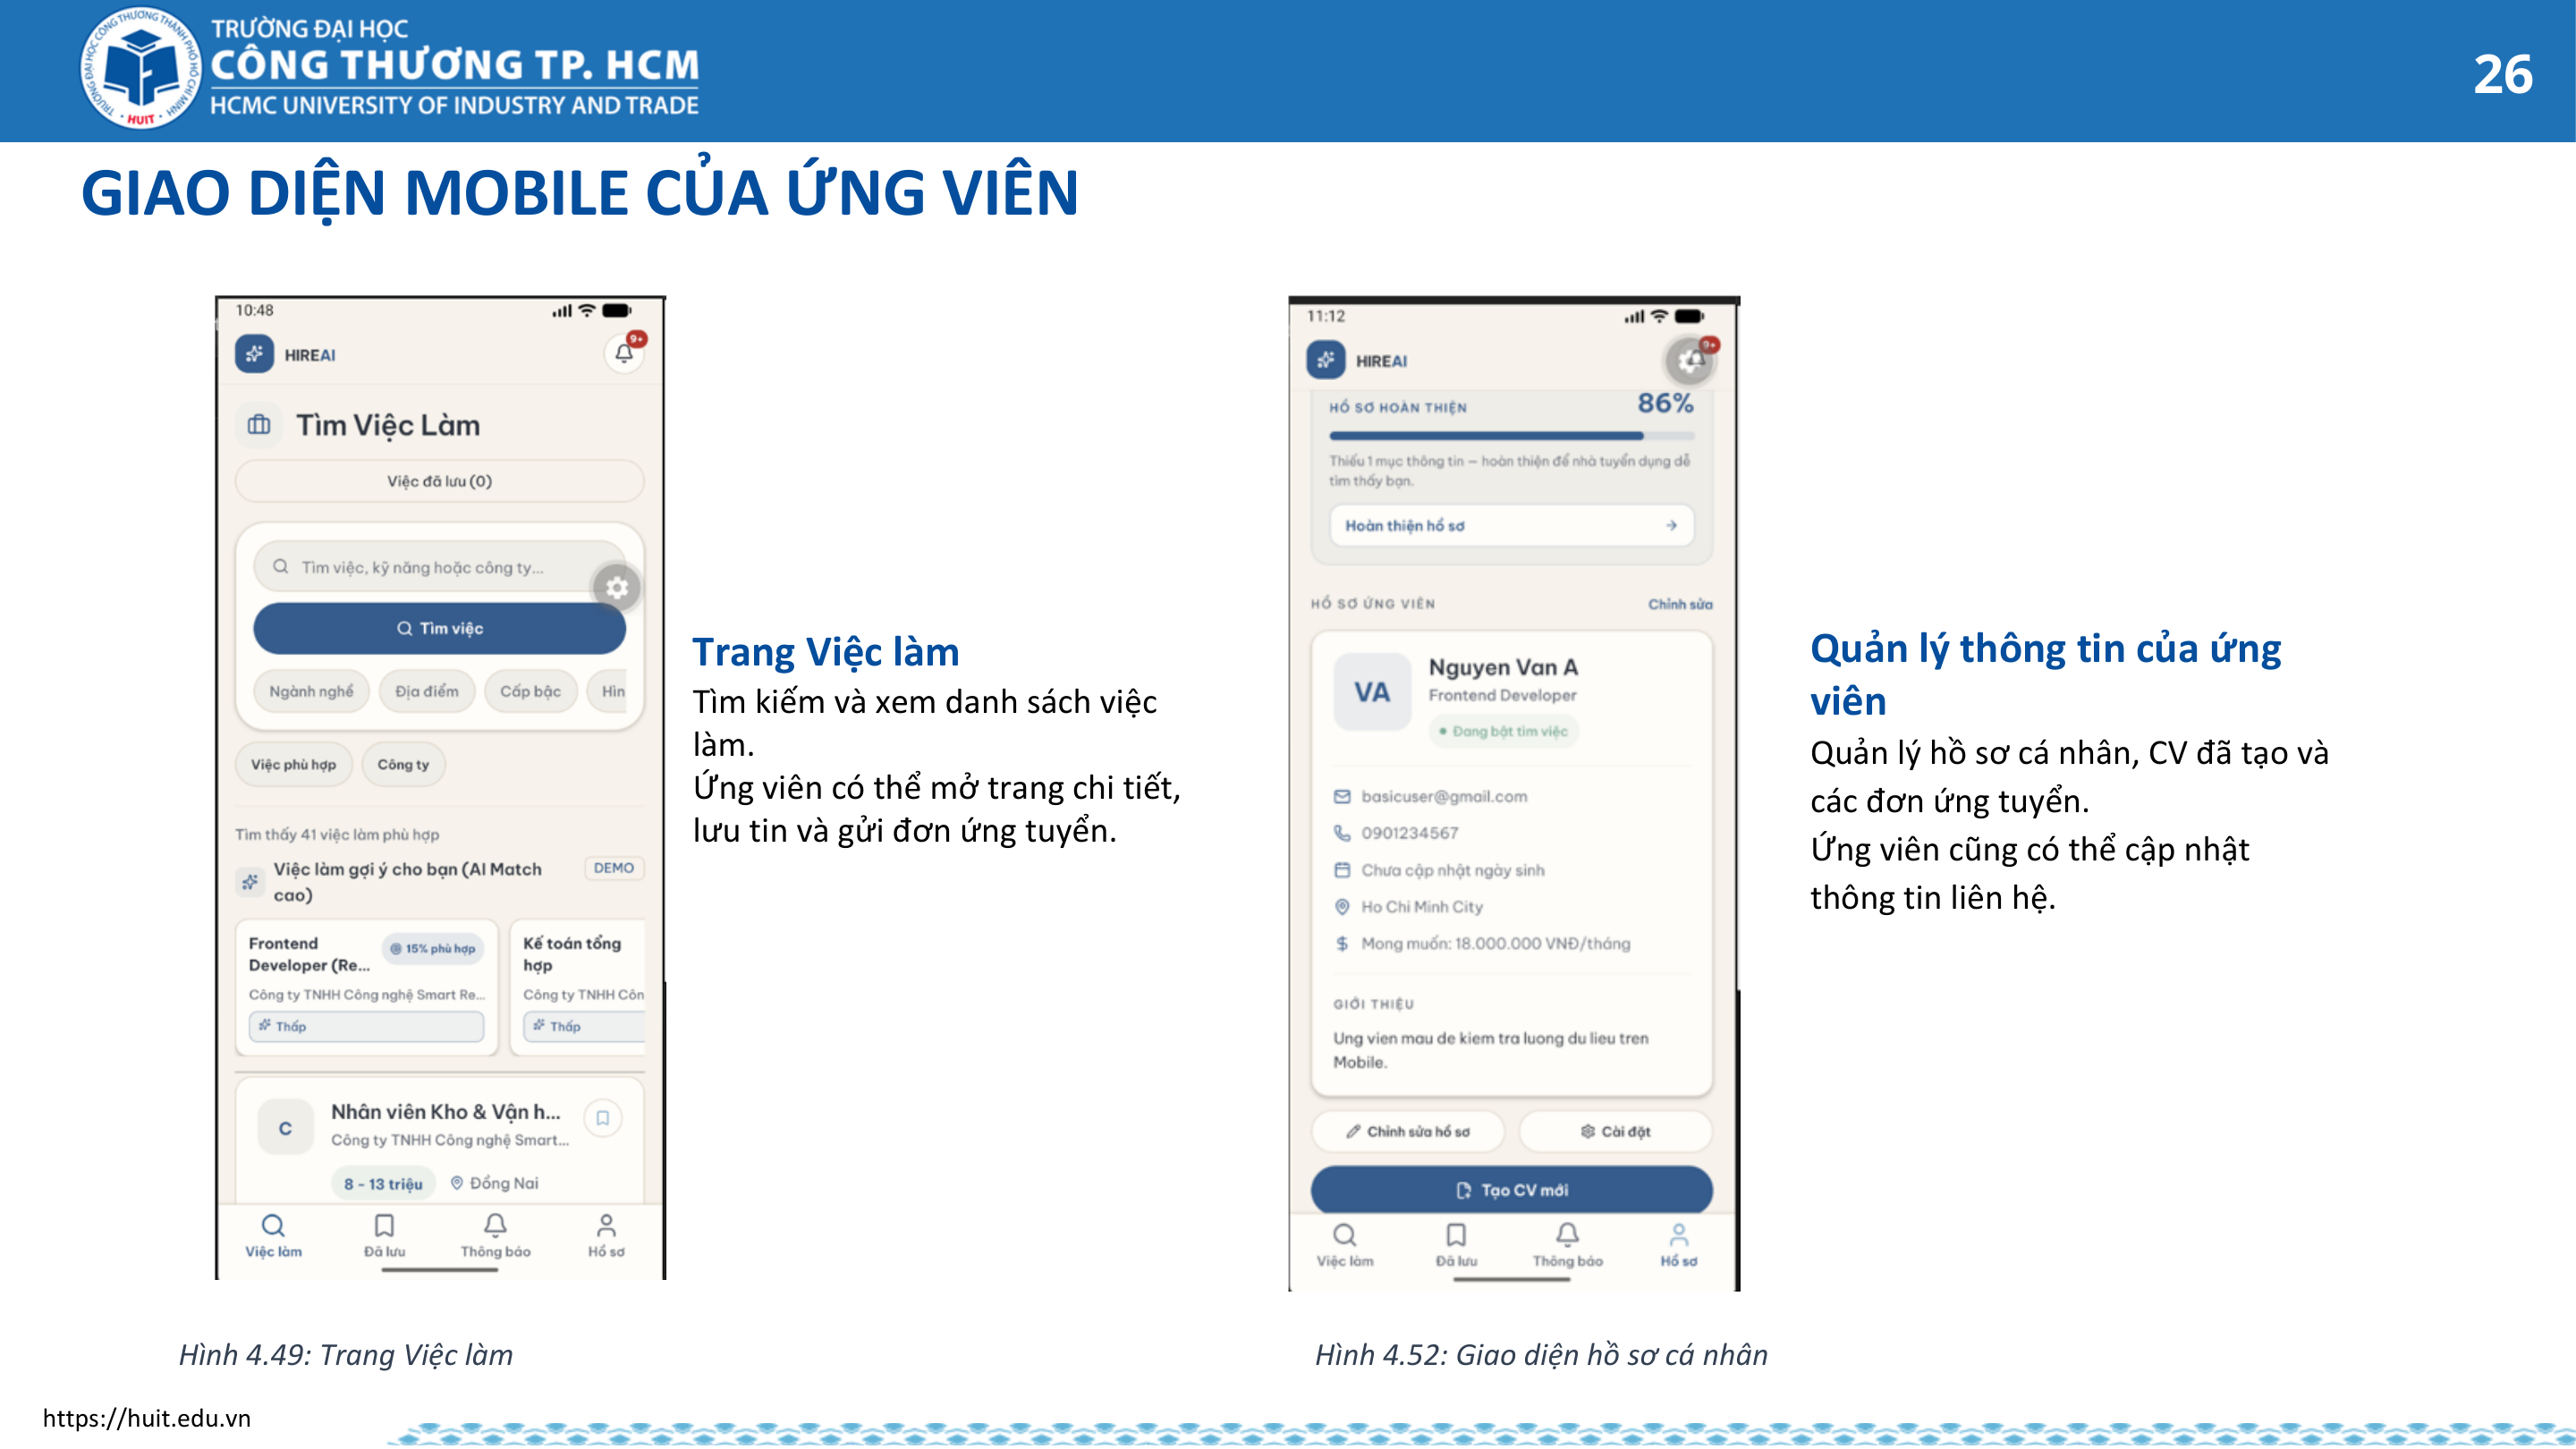 TRƯỜNG ĐẠI HỌC CÔNG THƯƠNG THÀNH PHỐ HỒ CHÍ MINH
HUIT
TRƯỜNG ĐẠI HỌC
CÔNG THƯƠNG TP. HCM
HCMC UNIVERSITY OF INDUSTRY AND TRADE
26
GIAO DIỆN MOBILE CỦA ỨNG VIÊN
10:48
HIREAI
9+
Tìm Việc Làm
Việc đã lưu (0)
Tìm việc, kỹ năng hoặc công ty...
Tìm việc
Ngành nghề
Địa điểm
Cấp bậc
Hìn
Việc phù hợp
Công ty
Tìm thấy 41 việc làm phù hợp
Việc làm gợi ý cho bạn (AI Match
cao)
DEMO
Frontend
Developer (Re...
15% phù hợp
Công ty TNHH Công nghệ Smart Re...
Thấp
Kế toán tổng
hợp
Công ty TNHH Côn
Thấp
C
Nhân viên Kho & Vận h...
Công ty TNHH Công nghệ Smart...
8 - 13 triệu
Đồng Nai
Việc làm
Đã lưu
Thông báo
Hồ sơ
Trang Việc làm
Tìm kiếm và xem danh sách việc
làm.
Ứng viên có thể mở trang chi tiết,
lưu tin và gửi đơn ứng tuyển.
Hình 4.49: Trang Việc làm
11:12
HIREAI
9+
HỒ SƠ HOÀN THIỆN
86%
Thiếu 1 mục thông tin – hoàn thiện để nhà tuyển dụng dễ
tìm thấy bạn.
Hoàn thiện hồ sơ
HỒ SƠ ỨNG VIÊN
Chỉnh sửa
VA
Nguyen Van A
Frontend Developer
Đang bật tìm việc
basicuser@gmail.com
0901234567
Chưa cập nhật ngày sinh
Ho Chi Minh City
Mong muốn: 18.000.000 VNĐ/tháng
GIỚI THIỆU
Ung vien mau de kiem tra luong du lieu tren
Mobile.
Chỉnh sửa hồ sơ
Cài đặt
Tạo CV mới
Việc làm
Đã lưu
Thông báo
Hồ sơ
Quản lý thông tin của ứng
viên
Quản lý hồ sơ cá nhân, CV đã tạo và
các đơn ứng tuyển.
Ứng viên cũng có thể cập nhật
thông tin liên hệ.
Hình 4.52: Giao diện hồ sơ cá nhân
https://huit.edu.vn